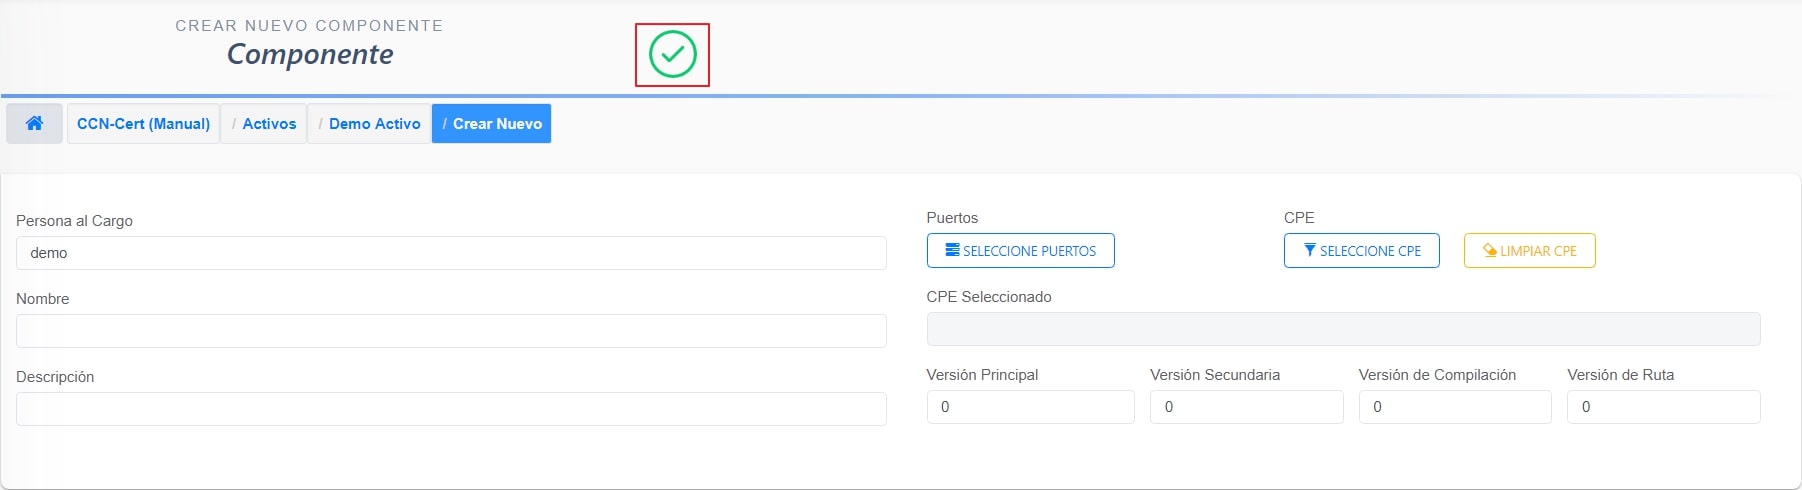 CREAR NUEVO COMPONENTE
Componente
CCN-Cert (Manual) / Activos / Demo Activo / Crear Nuevo
Persona al Cargo
demo
Nombre
Descripción
Puertos CPE
SELECCIONE PUERTOS SELECCIONE CPE LIMPIAR CPE
CPE Seleccionado
Versión Principal Versión Secundaria Versión de Compilación Versión de Ruta
0 0 0 0